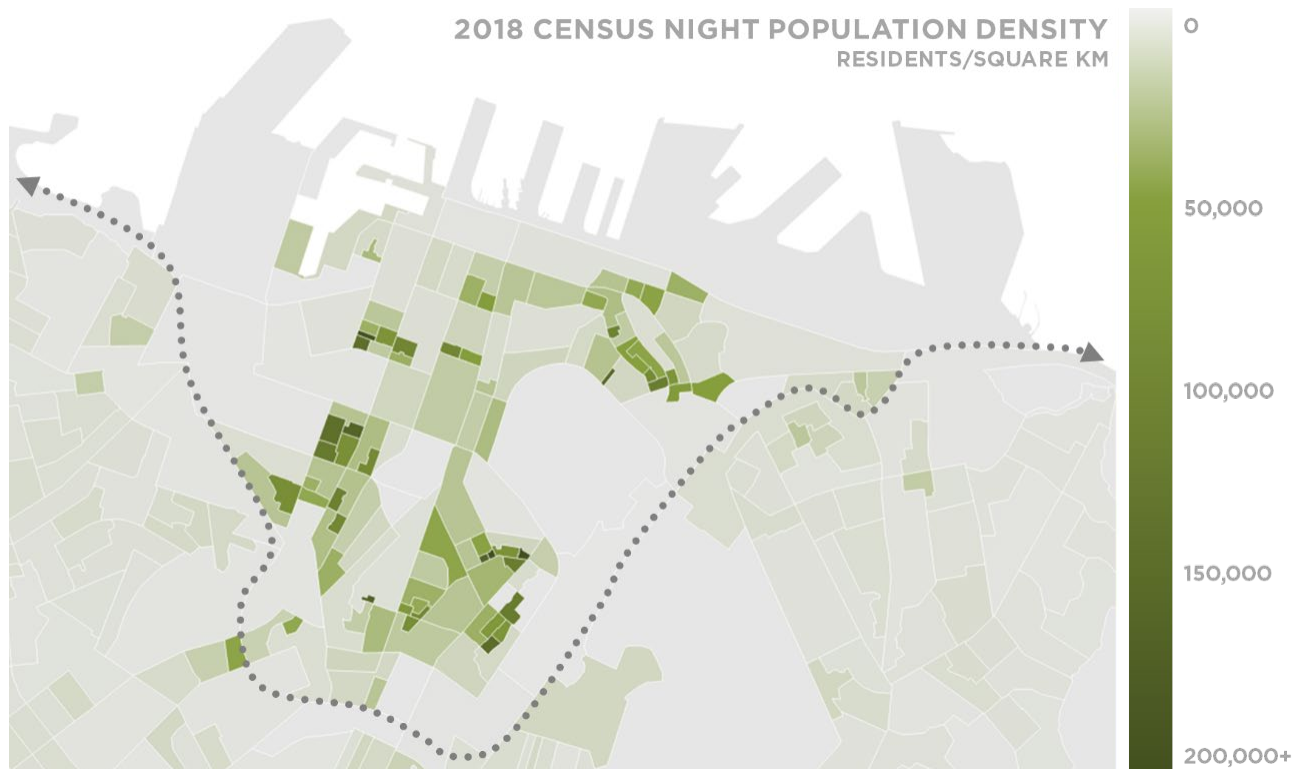 2018 CENSUS NIGHT POPULATION DENSITY
RESIDENTS/SQUARE KM
0
50,000
100,000
150,000
200,000+